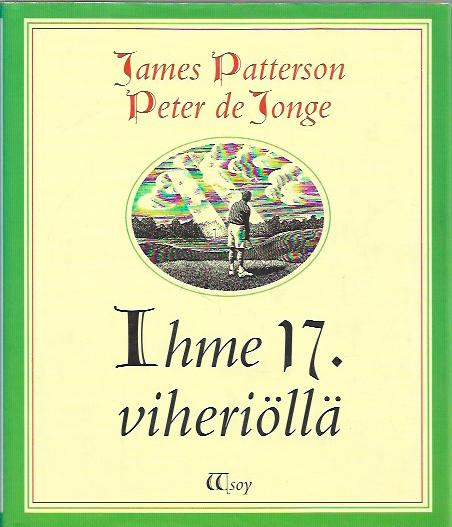 James Patterson
Peter de Jonge
Ihme 17.
viheriöllä
Wsoy